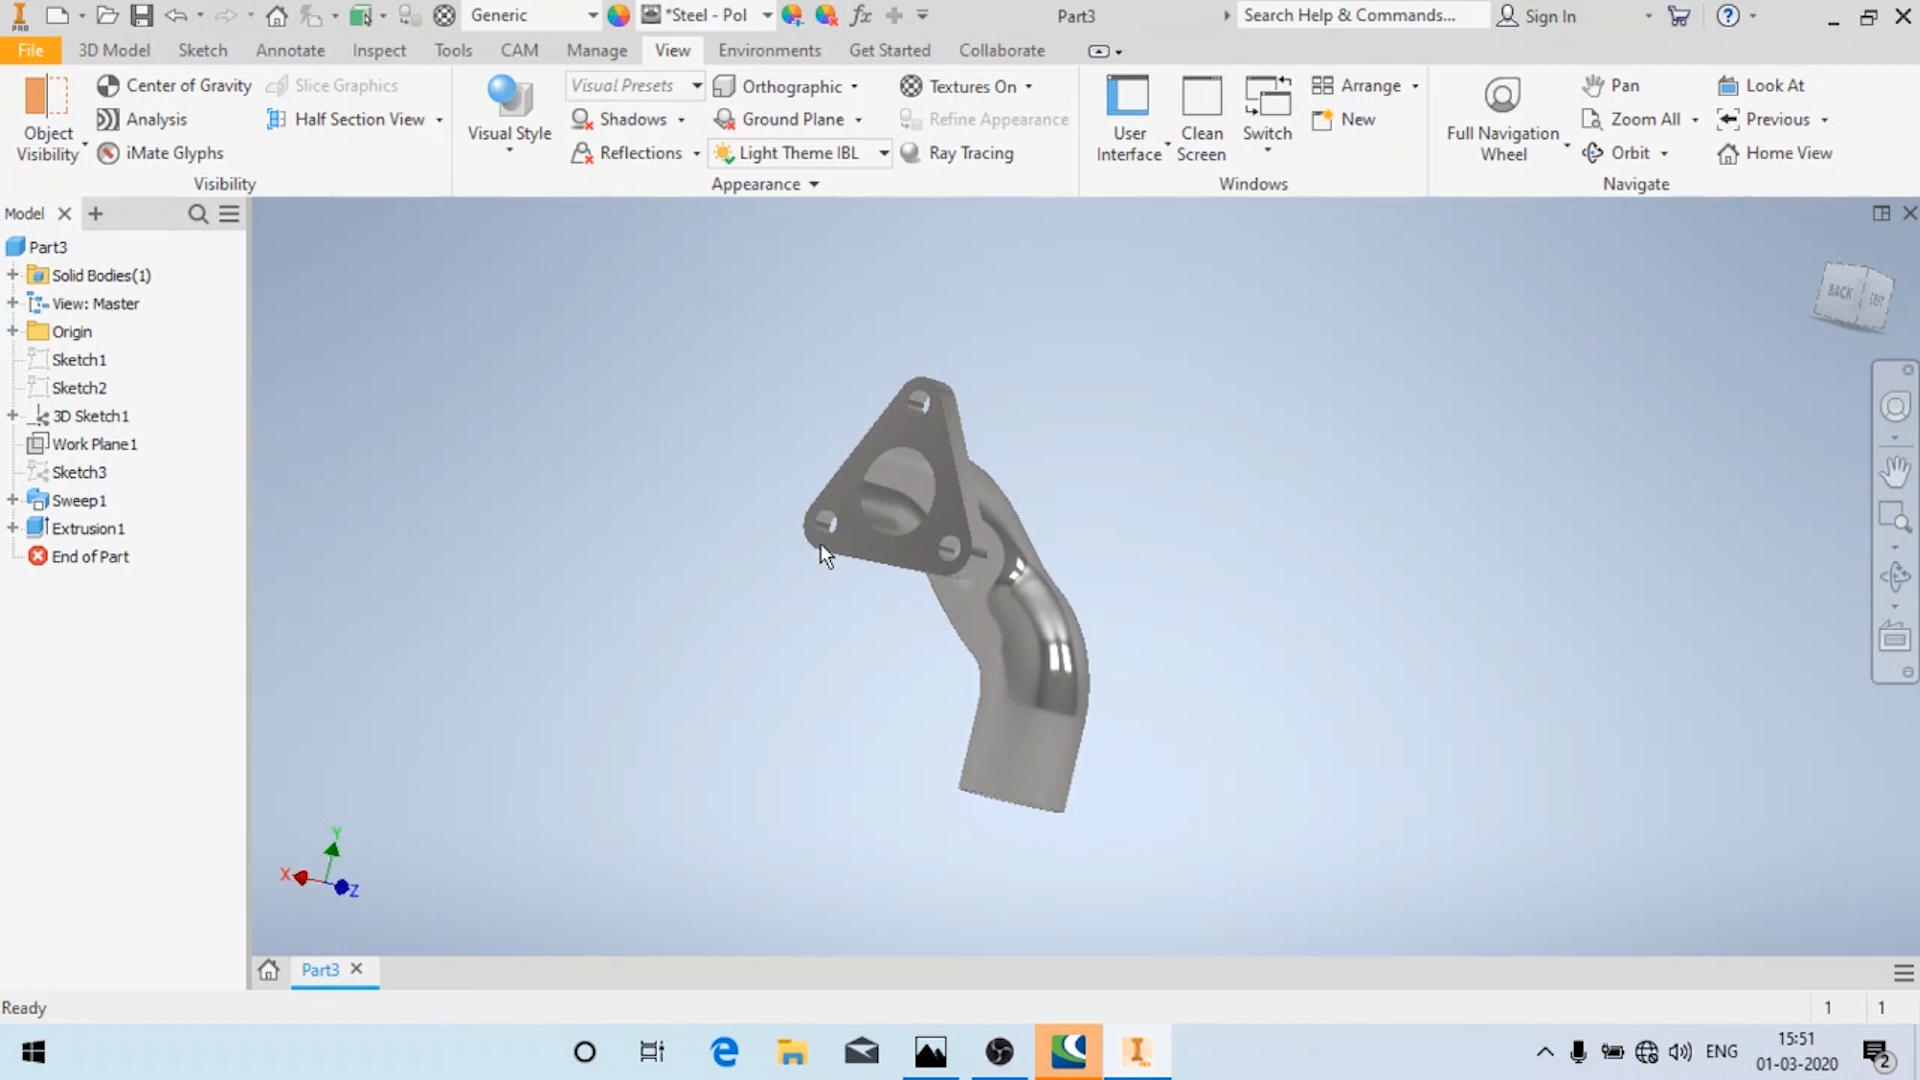 PRO
Generic
*Steel - Pol
fx
Part3
Search Help & Commands...
Sign In
File
3D Model
Sketch
Annotate
Inspect
Tools
CAM
Manage
View
Environments
Get Started
Collaborate
Object Visibility
Center of Gravity
Analysis
iMate Glyphs
Slice Graphics
Half Section View
Visibility
Visual Style
Visual Presets
Shadows
Reflections
Orthographic
Ground Plane
Light Theme IBL
Textures On
Refine Appearance
Ray Tracing
Appearance
User Interface
Clean Screen
Switch
Arrange
New
Windows
Full Navigation Wheel
Pan
Zoom All
Orbit
Look At
Previous
Home View
Navigate
Model
Part3
Solid Bodies(1)
View: Master
Origin
Sketch1
Sketch2
3D Sketch1
Work Plane1
Sketch3
Sweep1
Extrusion1
End of Part
BACK
Y
X
Z
Part3
Ready
1
1
ENG
15:51
01-03-2020
2